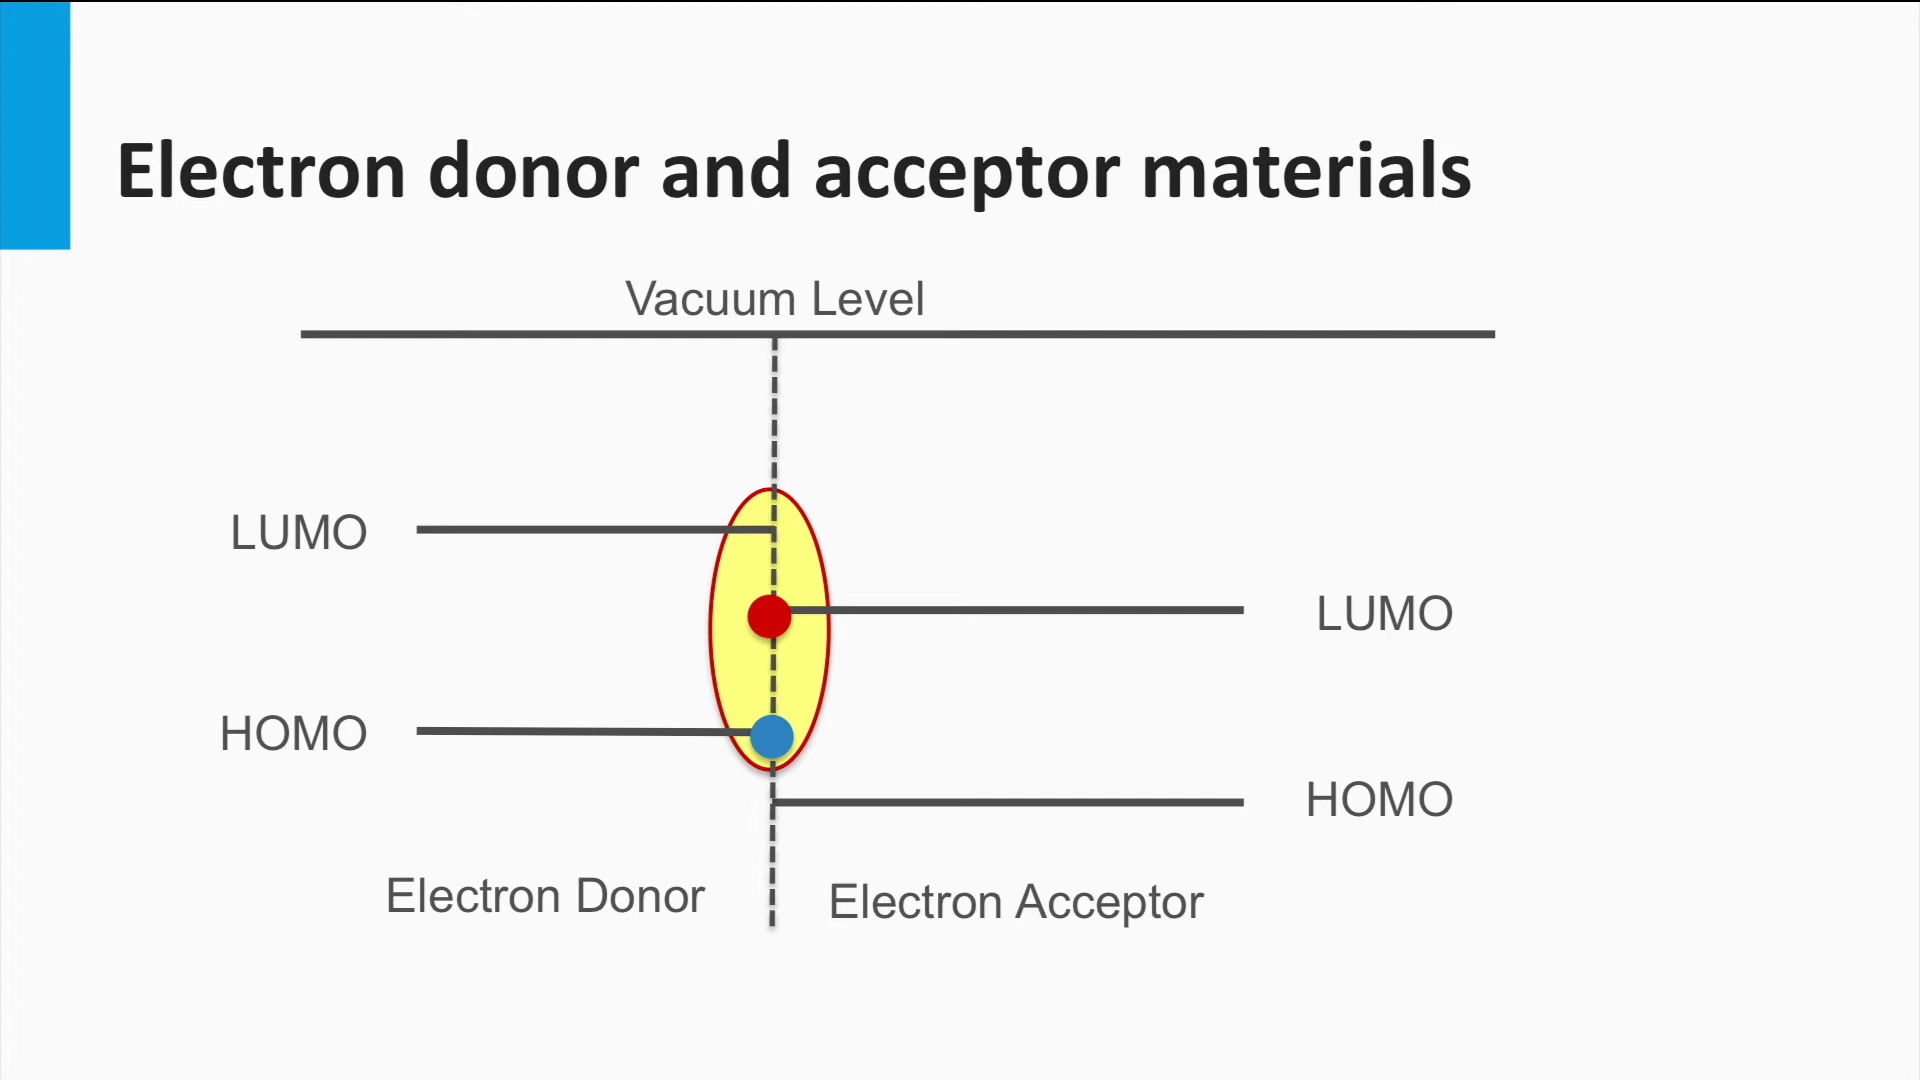 Electron donor and acceptor materials
Vacuum Level
LUMO
LUMO
HOMO
HOMO
Electron Donor
Electron Acceptor